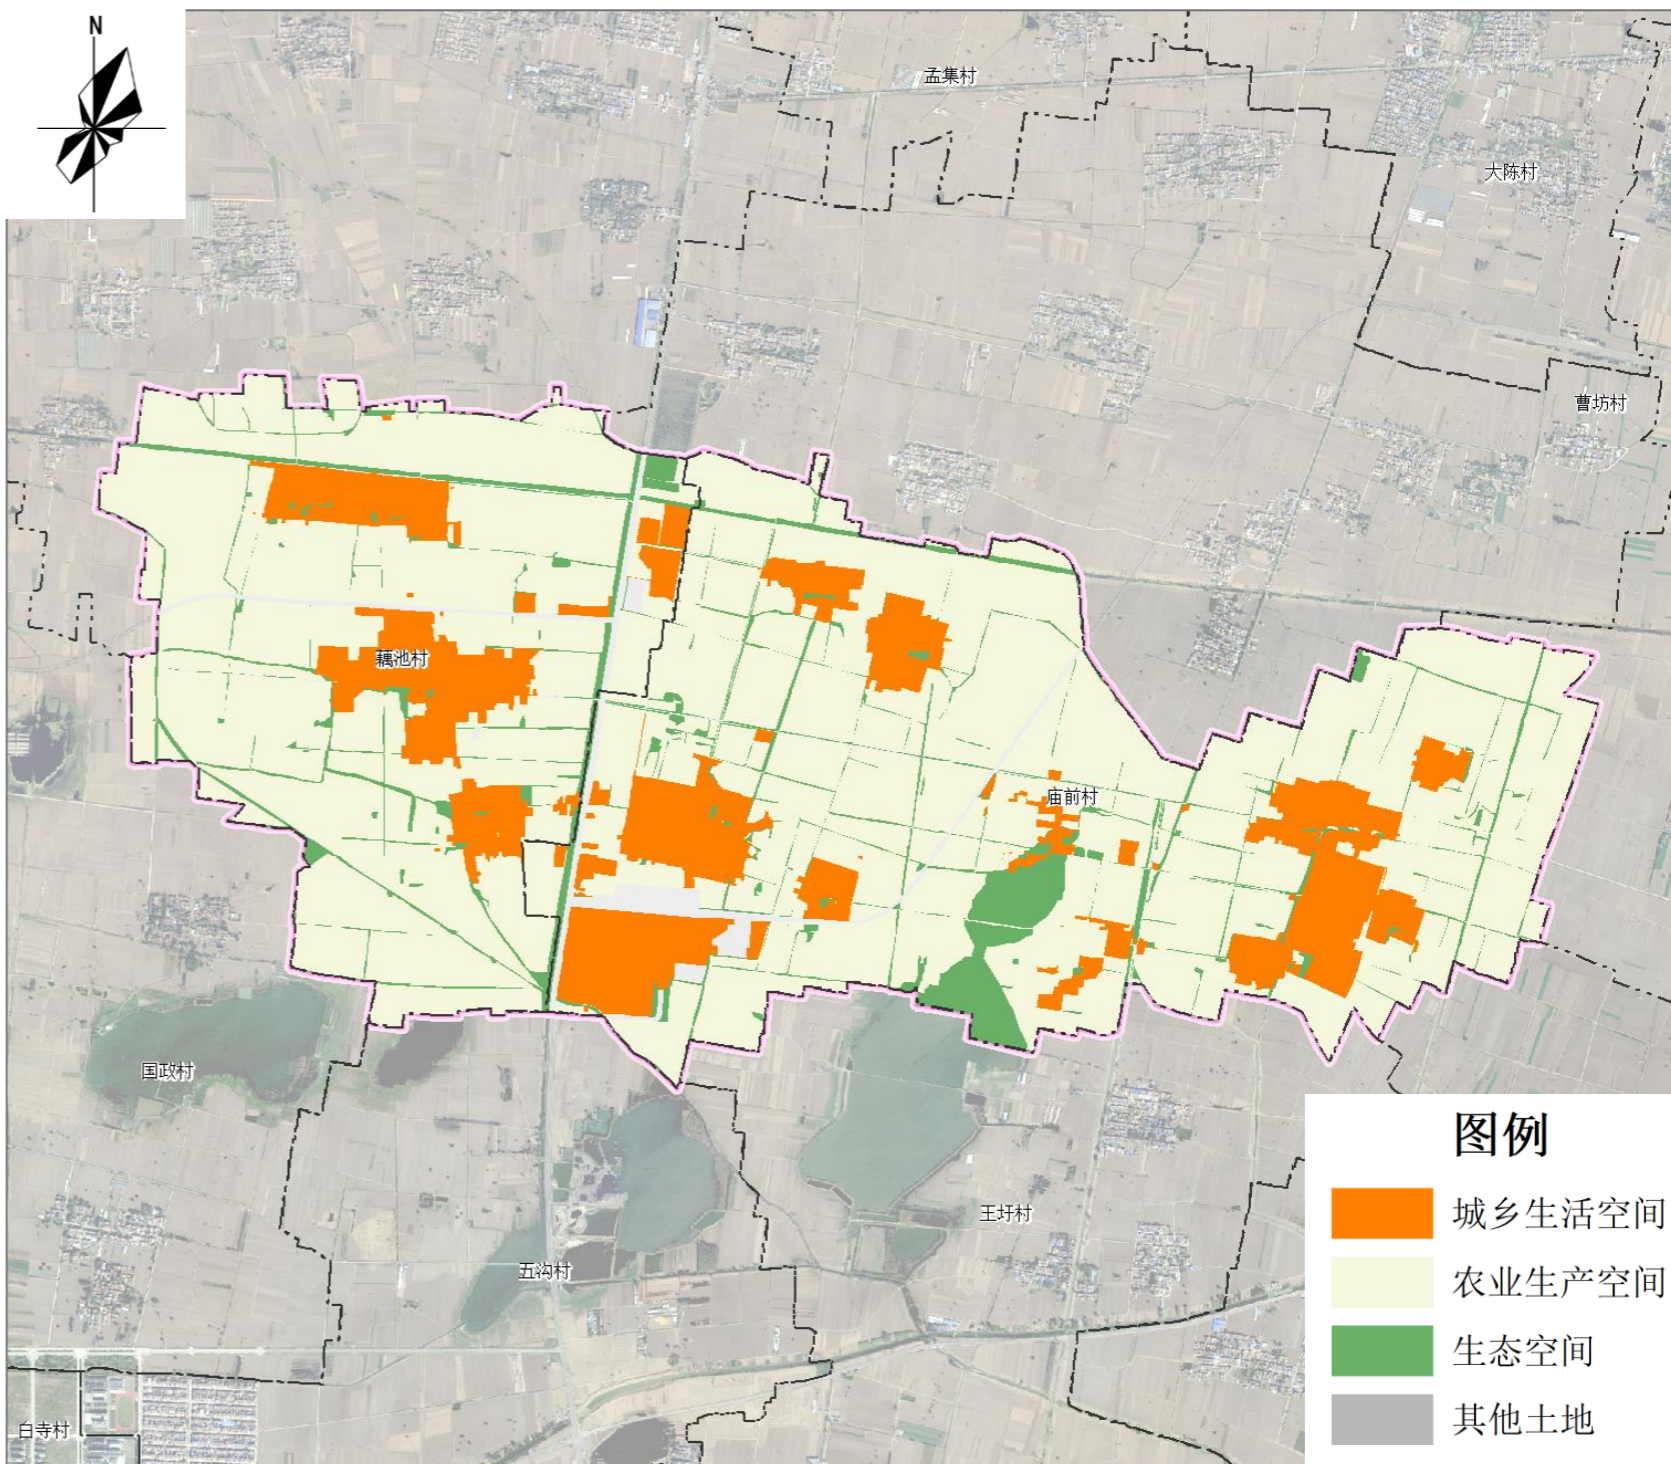 N
孟集村
大陈村
曹坊村
藕池村
庙前村
国政村
王圩村
五沟村
白寺村
图例
城乡生活空间
农业生产空间
生态空间
其他土地